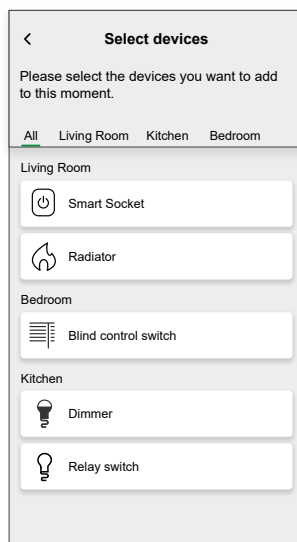 Select devices
Please select the devices you want to add
to this moment.
All Living Room Kitchen Bedroom
Living Room
Smart Socket
Radiator
Bedroom
Blind control switch
Kitchen
Dimmer
Relay switch